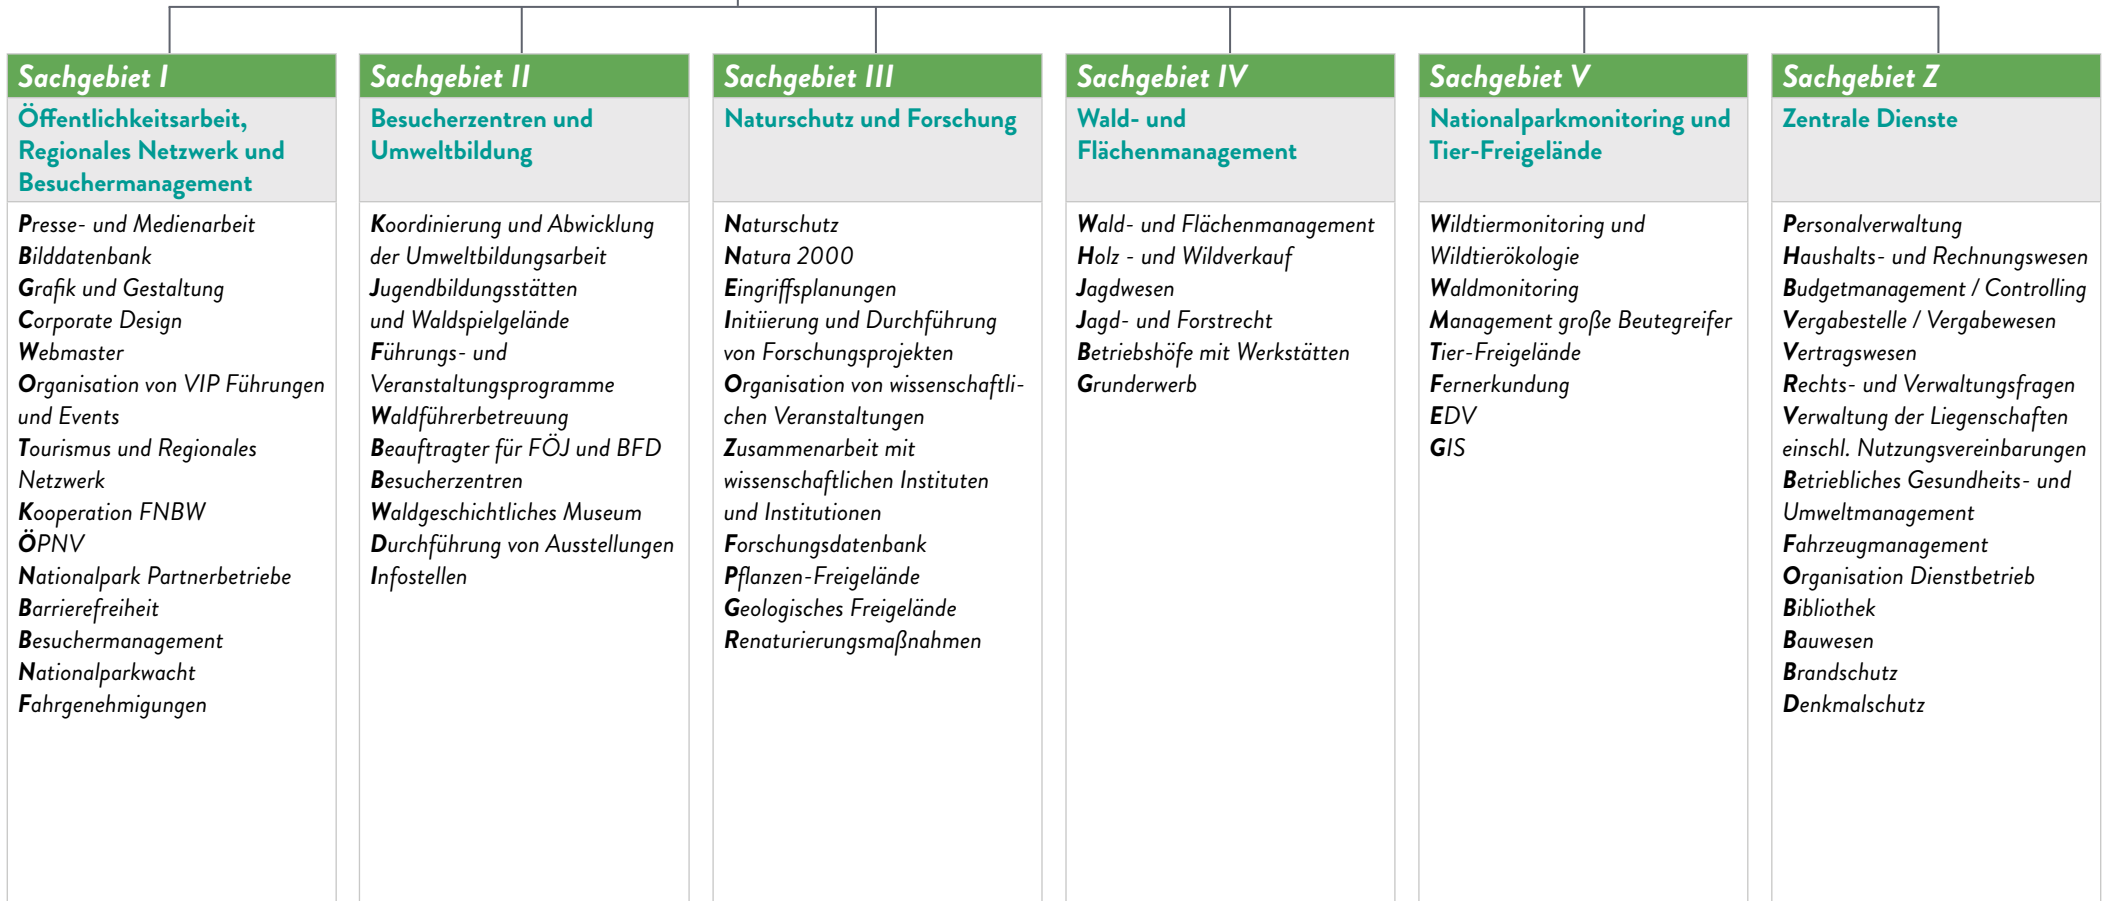 Sachgebiet I
Öffentlichkeitsarbeit,
Regionales Netzwerk und
Besuchermanagement
Presse- und Medienarbeit
Bilddatenbank
Grafik und Gestaltung
Corporate Design
Webmaster
Organisation von VIP Führungen
und Events
Tourismus und Regionales
Netzwerk
Kooperation FNBW
ÖPNV
Nationalpark Partnerbetriebe
Barrierefreiheit
Besuchermanagement
Nationalparkwacht
Fahrgenehmigungen
Sachgebiet II
Besucherzentren und
Umweltbildung
Koordinierung und Abwicklung
der Umweltbildungsarbeit
Jugendbildungsstätten
und Waldspielgelände
Führungs- und
Veranstaltungsprogramme
Waldführerbetreuung
Beauftragter für FÖJ und BFD
Besucherzentren
Waldgeschichtliches Museum
Durchführung von Ausstellungen
Infostellen
Sachgebiet III
Naturschutz und Forschung
Naturschutz
Natura 2000
Eingriffsplanungen
Initiierung und Durchführung
von Forschungsprojekten
Organisation von wissenschaftli-
chen Veranstaltungen
Zusammenarbeit mit
wissenschaftlichen Instituten
und Institutionen
Forschungsdatenbank
Pflanzen-Freigelände
Geologisches Freigelände
Renaturierungsmaßnahmen
Sachgebiet IV
Wald- und
Flächenmanagement
Wald- und Flächenmanagement
Holz - und Wildverkauf
Jagdwesen
Jagd- und Forstrecht
Betriebshöfe mit Werkstätten
Grunderwerb
Sachgebiet V
Nationalparkmonitoring und
Tier-Freigelände
Wildtiermonitoring und
Wildtierökologie
Waldmonitoring
Management große Beutegreifer
Tier-Freigelände
Fernerkundung
EDV
GIS
Sachgebiet Z
Zentrale Dienste
Personalverwaltung
Haushalts- und Rechnungswesen
Budgetmanagement / Controlling
Vergabestelle / Vergabewesen
Vertragswesen
Rechts- und Verwaltungsfragen
Verwaltung der Liegenschaften
einschl. Nutzungsvereinbarungen
Betriebliches Gesundheits- und
Umweltmanagement
Fahrzeugmanagement
Organisation Dienstbetrieb
Bibliothek
Bauwesen
Brandschutz
Denkmalschutz